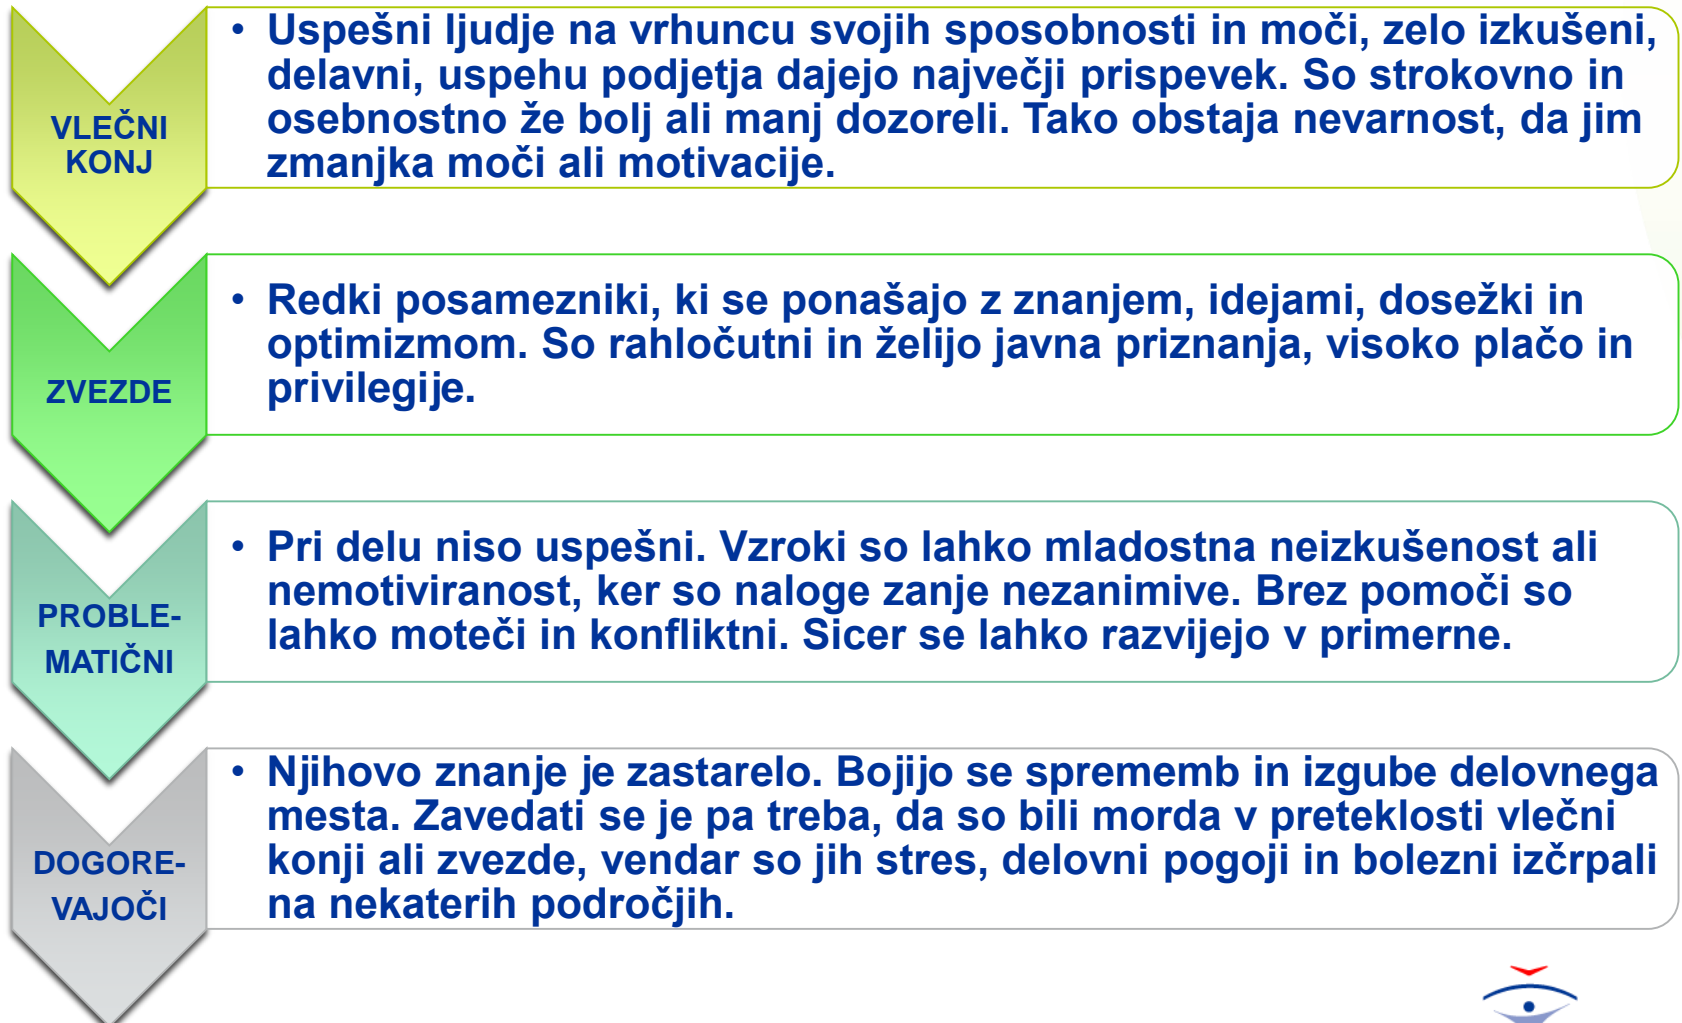 VLEČNI
KONJ
• Uspešni ljudje na vrhuncu svojih sposobnosti in moči, zelo izkušeni,
delavni, uspehu podjetja dajejo največji prispevek. So strokovno in
osebnostno že bolj ali manj dozoreli. Tako obstaja nevarnost, da jim
zmanjka moči ali motivacije.
ZVEZDE
• Redki posamezniki, ki se ponašajo z znanjem, idejami, dosežki in
optimizmom. So rahločutni in želijo javna priznanja, visoko plačo in
privilegije.
PROBLE-
MATIČNI
• Pri delu niso uspešni. Vzroki so lahko mladostna neizkušenost ali
nemotiviranost, ker so naloge zanje nezanimive. Brez pomoči so
lahko moteči in konfliktni. Sicer se lahko razvijejo v primerne.
DOGORE-
VAJOČI
• Njihovo znanje je zastarelo. Bojijo se sprememb in izgube delovnega
mesta. Zavedati se je pa treba, da so bili morda v preteklosti vlečni
konji ali zvezde, vendar so jih stres, delovni pogoji in bolezni izčrpali
na nekaterih področjih.